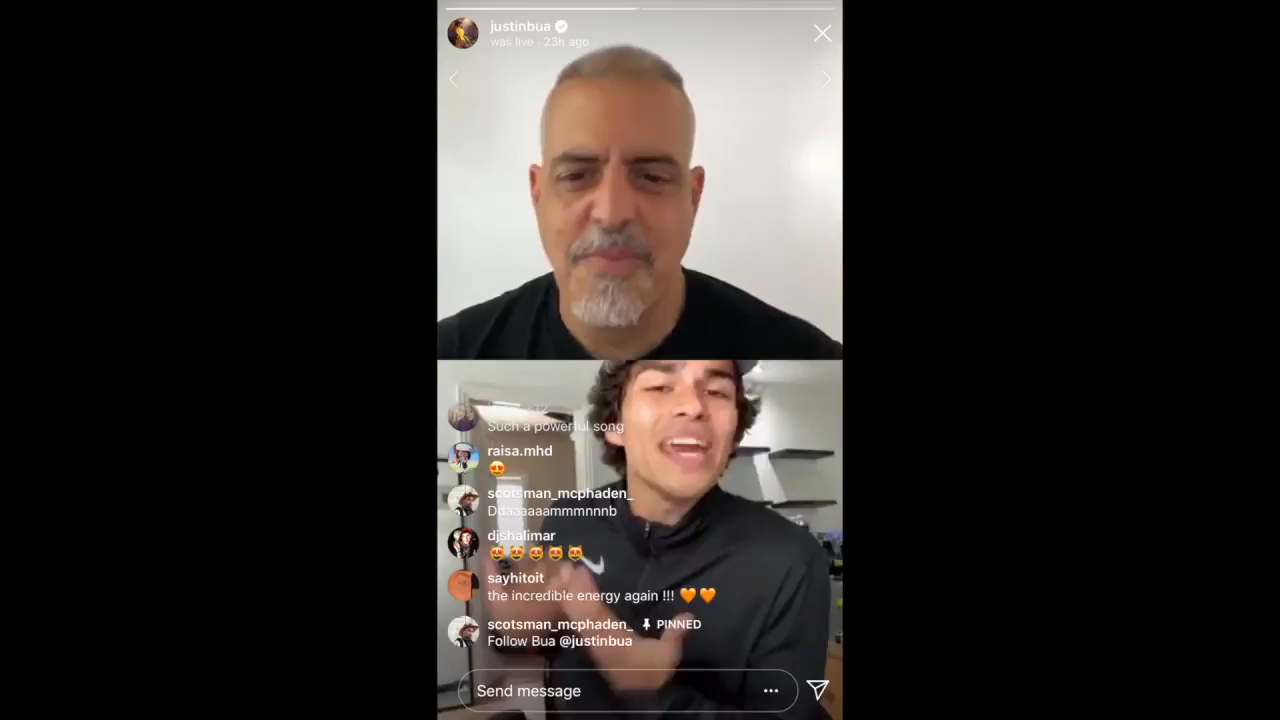 justinbua
was live · 23h ago
Such a powerful song
raisa.mhd
😍
scotsman_mcphaden_
Ddaaaaaammmnnnb
djshalimar
😻😻😻😻😻
sayhitoit
the incredible energy again !!! 🧡🧡
scotsman_mcphaden_ PINNED
Follow Bua @justinbua
Send message